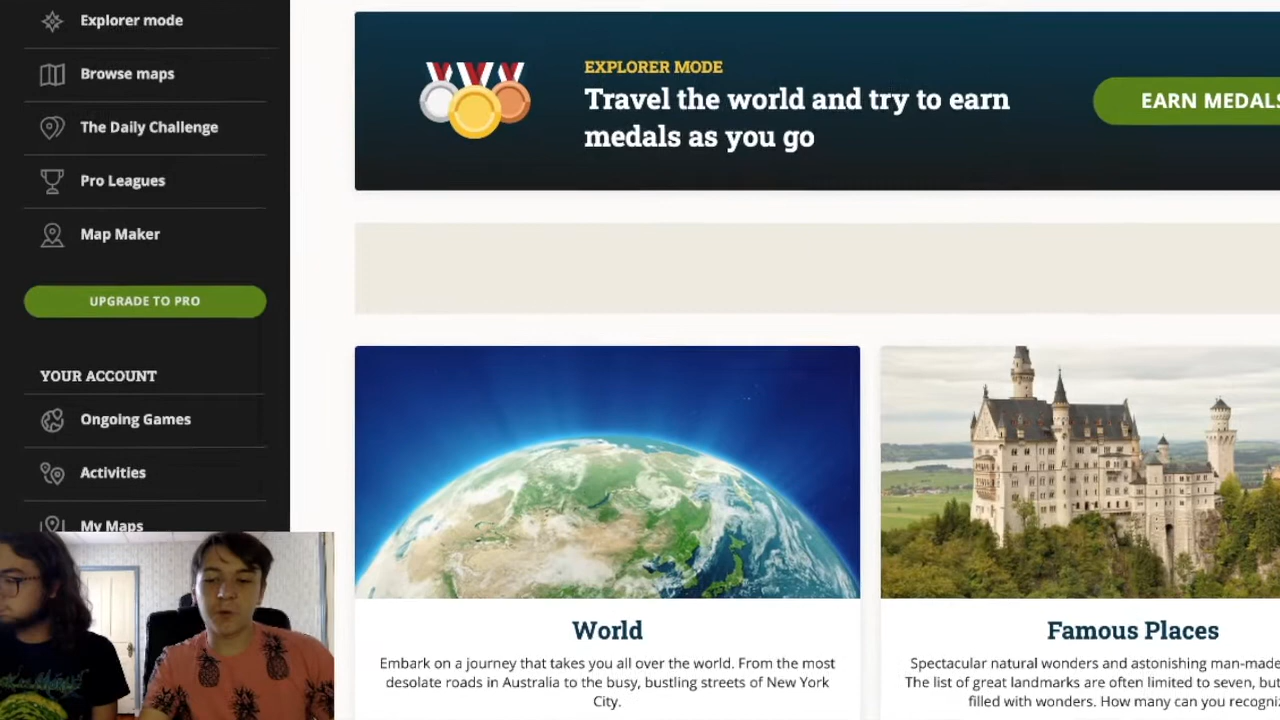 Explorer mode
Browse maps
The Daily Challenge
Pro Leagues
Map Maker
UPGRADE TO PRO
YOUR ACCOUNT
Ongoing Games
Activities
My Maps
EXPLORER MODE
Travel the world and try to earn
medals as you go
EARN MEDALS
World
Embark on a journey that takes you all over the world. From the most
desolate roads in Australia to the busy, bustling streets of New York
City.
Famous Places
Spectacular natural wonders and astonishing man-made
The list of great landmarks are often limited to seven, but
filled with wonders. How many can you